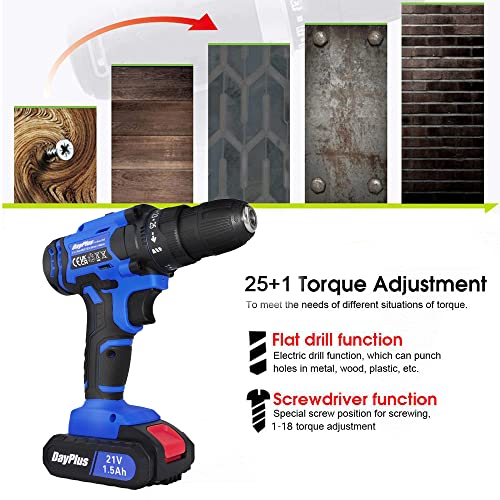 25+1 Torque Adjustment
To meet the needs of different situations of torque.
Flat drill function
Electric drill function, which can punch
holes in metal, wood, plastic, etc.
Screwdriver function
Special screw position for screwing,
1-18 torque adjustment
DayPlus
DayPlus
21V
1.5Ah